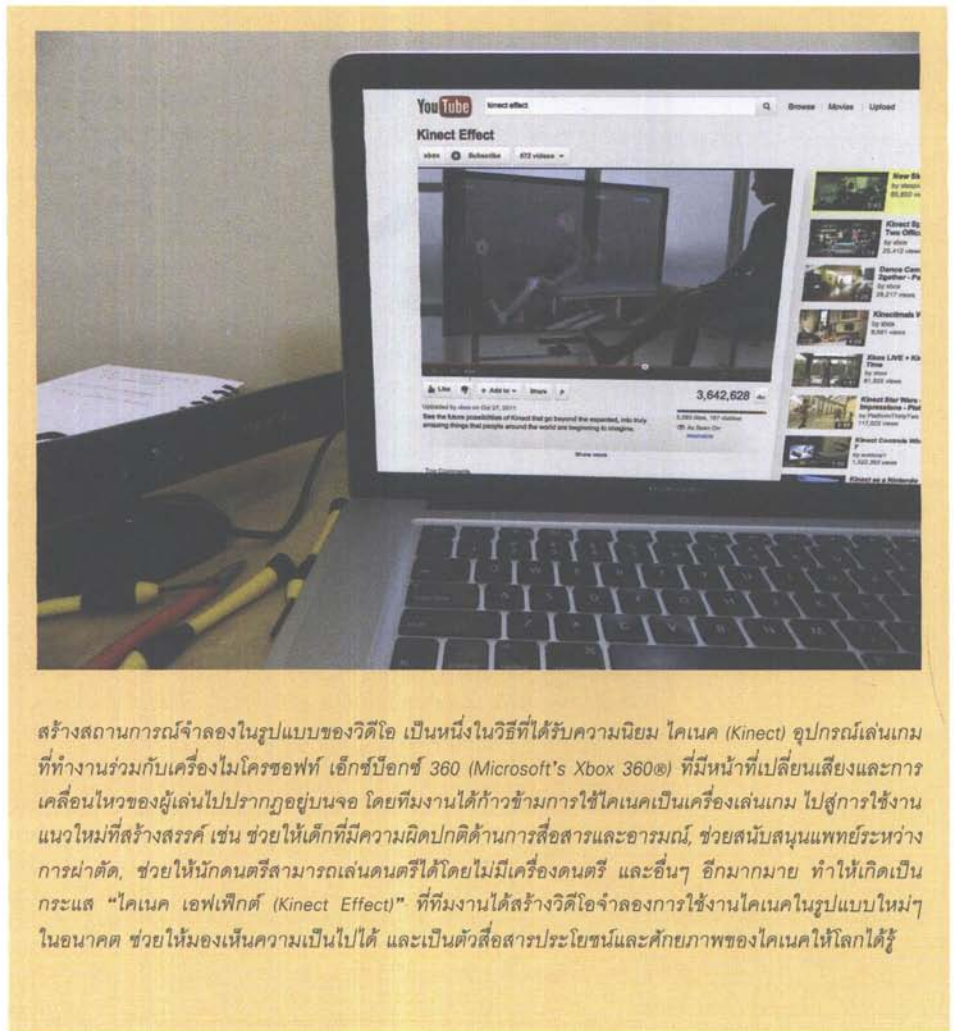 You Tube kinect effect Browse Movies Upload
Kinect Effect
xbox Subscribe 672 videos
Like Add to Share
3,642,628
Uploaded by xbox on Oct 27, 2011
See the future possibilities of Kinect that go beyond the expected, into truly
amazing things that people around the world are beginning to imagine.
As Seen On
Show more
Top Comments
Kinect Sp
Two Offic
by xbox
25,412 views
Dance Cen
2gether - Pa
by xbox
Kinectimals
by xbox
Xbox LIVE + Kin
Time
by xbox
Kinect Star Wars -
Impressions -
117,022 views
Kinect Controls Win
7
Kinect as a Nintendo
สร้างสถานการณ์จำลองในรูปแบบของวิดีโอ เป็นหนึ่งในวิธีที่ได้รับความนิยม ไคเนค (Kinect) อุปกรณ์เล่นเกม
ที่ทำงานร่วมกับเครื่องไมโครซอฟท์ เอ็กซ์บ็อกซ์ 360 (Microsoft's Xbox 360®) ที่มีหน้าที่เปลี่ยนเสียงและการ
เคลื่อนไหวของผู้เล่นไปปรากฏอยู่บนจอ โดยทีมงานได้ก้าวข้ามการใช้ไคเนคเป็นเครื่องเล่นเกม ไปสู่การใช้งาน
แนวใหม่ที่สร้างสรรค์ เช่น ช่วยให้เด็กที่มีความผิดปกติด้านการสื่อสารและอารมณ์, ช่วยสนับสนุนแพทย์ระหว่าง
การผ่าตัด, ช่วยให้นักดนตรีสามารถเล่นดนตรีได้โดยไม่มีเครื่องดนตรี และอื่นๆ อีกมากมาย ทำให้เกิดเป็น
กระแส “ไคเนค เอฟเฟ็กต์ (Kinect Effect)” ที่ทีมงานได้สร้างวิดีโอจำลองการใช้งานไคเนคในรูปแบบใหม่ๆ
ในอนาคต ช่วยให้มองเห็นความเป็นไปได้ และเป็นตัวสื่อสารประโยชน์และศักยภาพของไคเนคให้โลกได้รู้